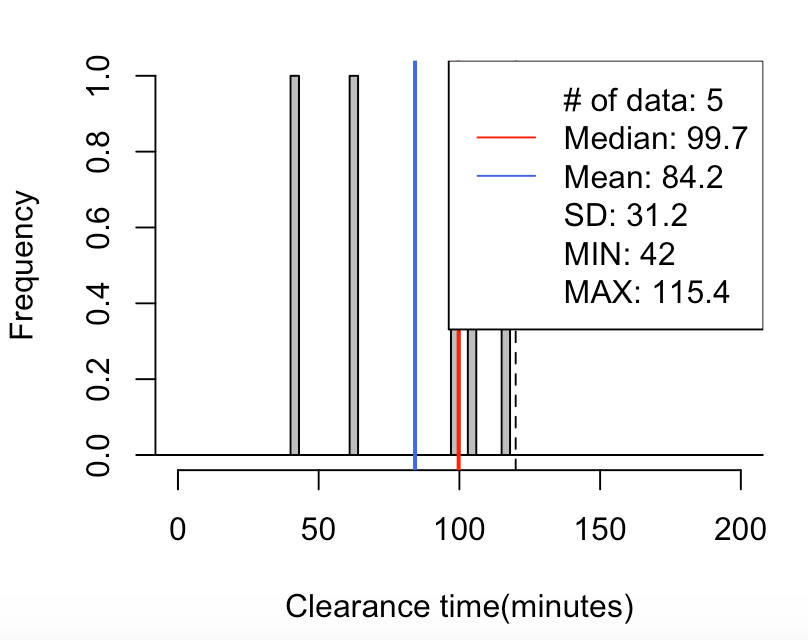 # of data: 5
Median: 99.7
Mean: 84.2
SD: 31.2
MIN: 42
MAX: 115.4
Frequency
1.0
0.8
0.6
0.4
0.2
0.0
0 50 100 150 200
Clearance time(minutes)